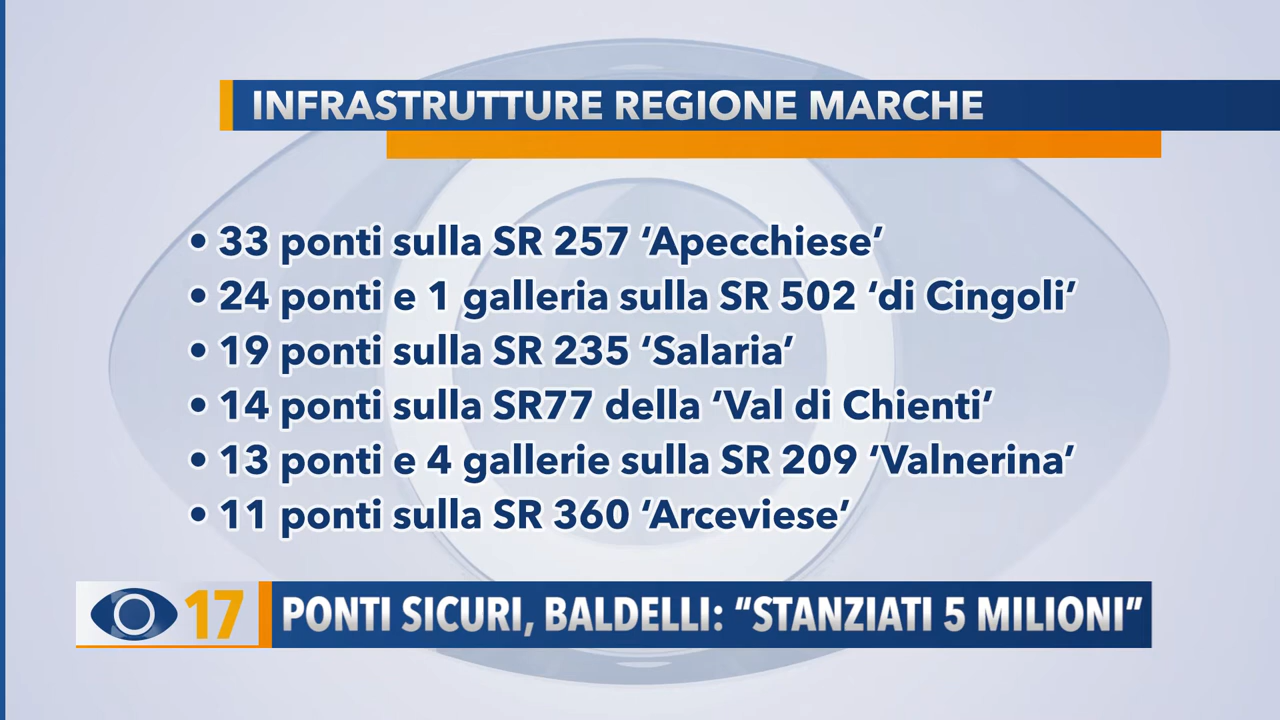 INFRASTRUTTURE REGIONE MARCHE
• 33 ponti sulla SR 257 ‘Apecchiese’
• 24 ponti e 1 galleria sulla SR 502 ‘di Cingoli’
• 19 ponti sulla SR 235 ‘Salaria’
• 14 ponti sulla SR77 della ‘Val di Chienti’
• 13 ponti e 4 gallerie sulla SR 209 ‘Valnerina’
• 11 ponti sulla SR 360 ‘Arceviese’
17 PONTI SICURI, BALDELLI: “STANZIATI 5 MILIONI”